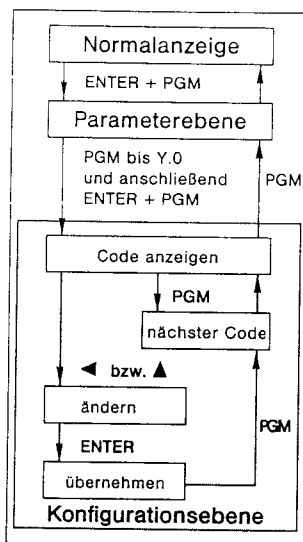 Normalanzeige
ENTER + PGM
Parameterebene
PGM bis Y.0
und anschließend
ENTER + PGM
PGM
Code anzeigen
PGM
nächster Code
◄ bzw. ▲
ändern
PGM
ENTER
übernehmen
Konfigurationsebene